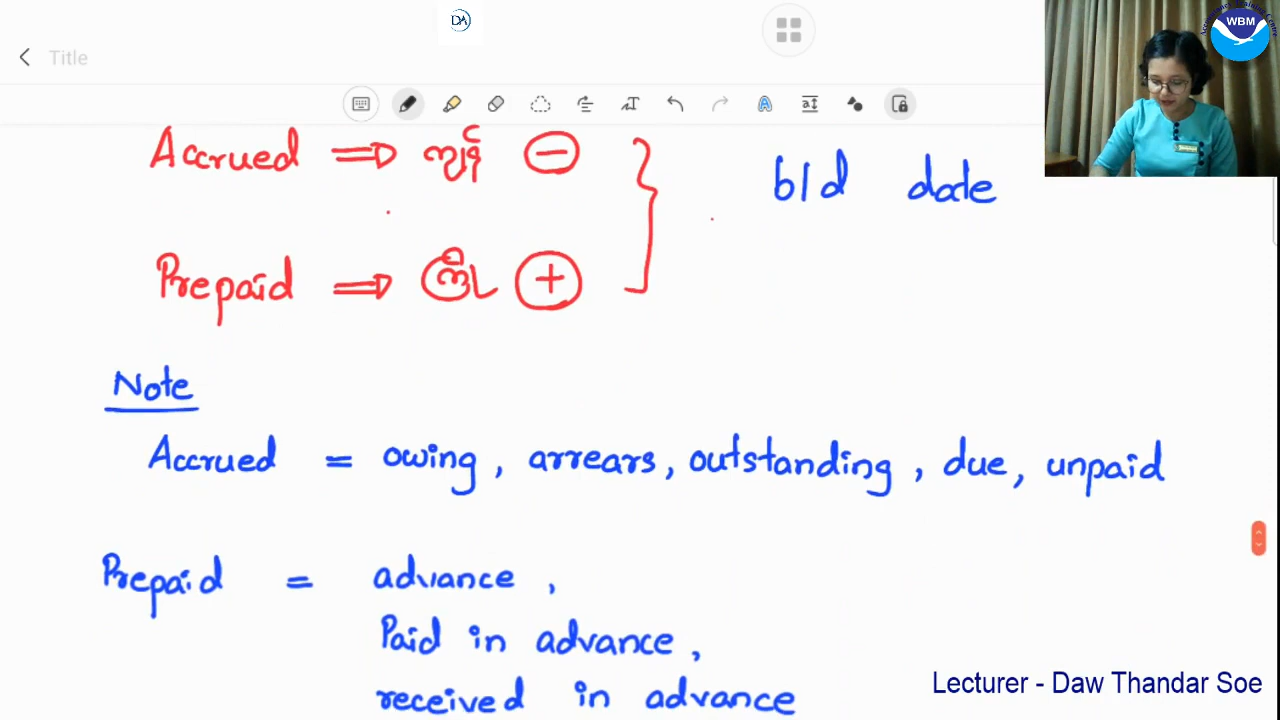 DA
Title
WBM
Accrued ⇒ ကျန် ⊖
b/d date
Prepaid ⇒ ကြို ⊕
Note
Accrued = owing, arrears, outstanding, due, unpaid
Prepaid = advance,
Paid in advance,
received in advance
Lecturer - Daw Thandar Soe